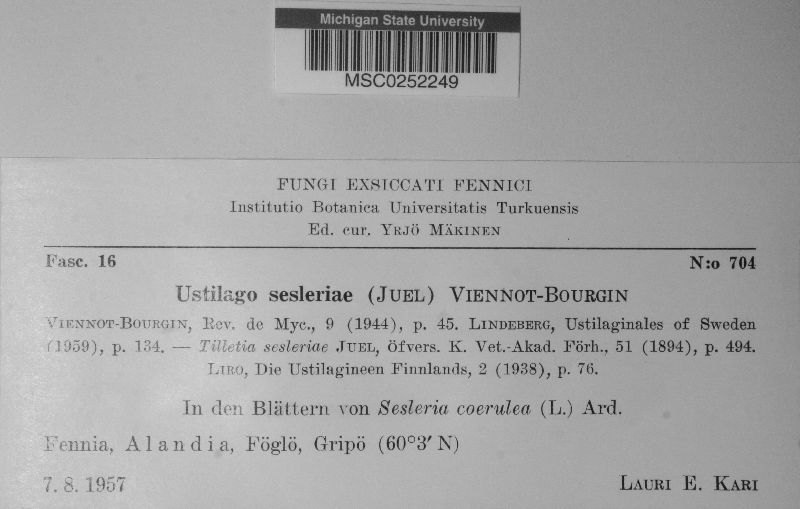 Michigan State University
MSC0252249
FUNGI EXSICCATI FENNICI
Institutio Botanica Universitatis Turkuensis
Ed. cur. YRJÖ MÄKINEN
Fasc. 16 N:o 704
Ustilago sesleriae (JUEL) VIENNOT-BOURGIN
VIENNOT-BOURGIN, Rev. de Myc., 9 (1944), p. 45. LINDEBERG, Ustilaginales of Sweden
(1959), p. 134. — Tilletia sesleriae JUEL, öfvers. K. Vet.-Akad. Förh., 51 (1894), p. 494.
LIRO, Die Ustilagineen Finnlands, 2 (1938), p. 76.
In den Blättern von Sesleria coerulea (L.) Ard.
Fennia, Alandia, Föglö, Gripö (60°3′ N)
7. 8. 1957 LAURI E. KARI